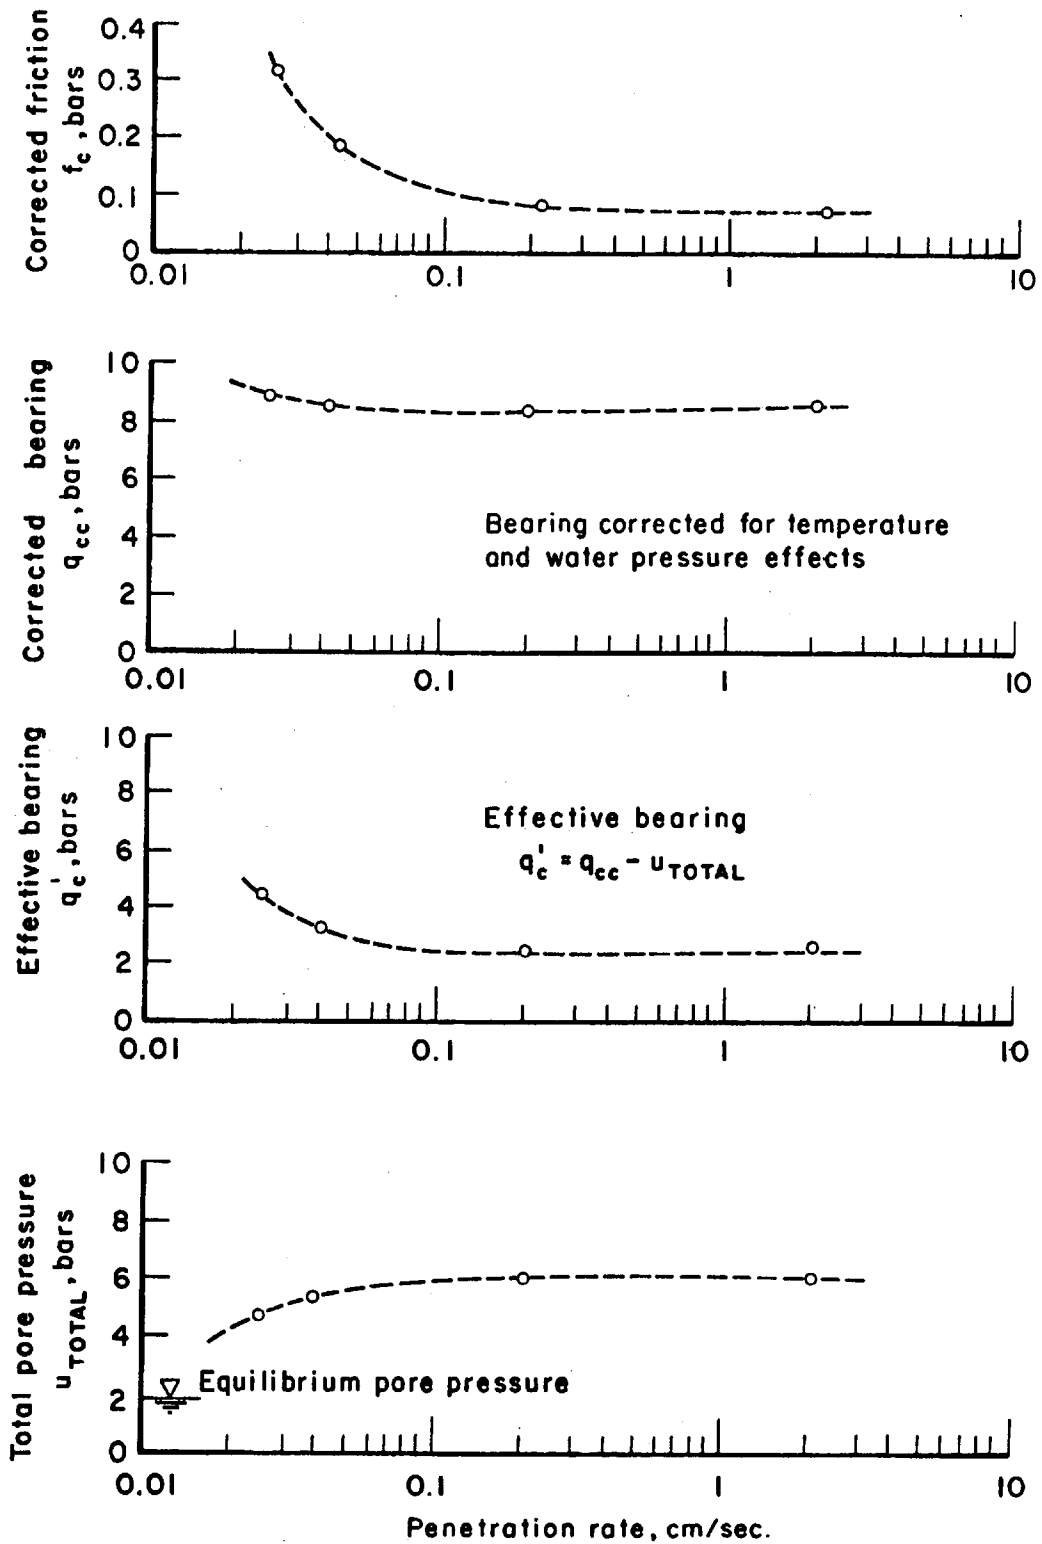 Corrected friction
f_c, bars
0.4
0.3
0.2
0.1
0
0.01 0.1 1 10
Corrected bearing
q_cc, bars
10
8
6
4
2
0
Bearing corrected for temperature
and water pressure effects
0.01 0.1 1 10
Effective bearing
q'_c, bars
10
8
6
4
2
0
Effective bearing
q'_c = q_cc - u_TOTAL
0.01 0.1 1 10
Total pore pressure
u_TOTAL, bars
10
8
6
4
2
0
Equilibrium pore pressure
0.01 0.1 1 10
Penetration rate, cm/sec.